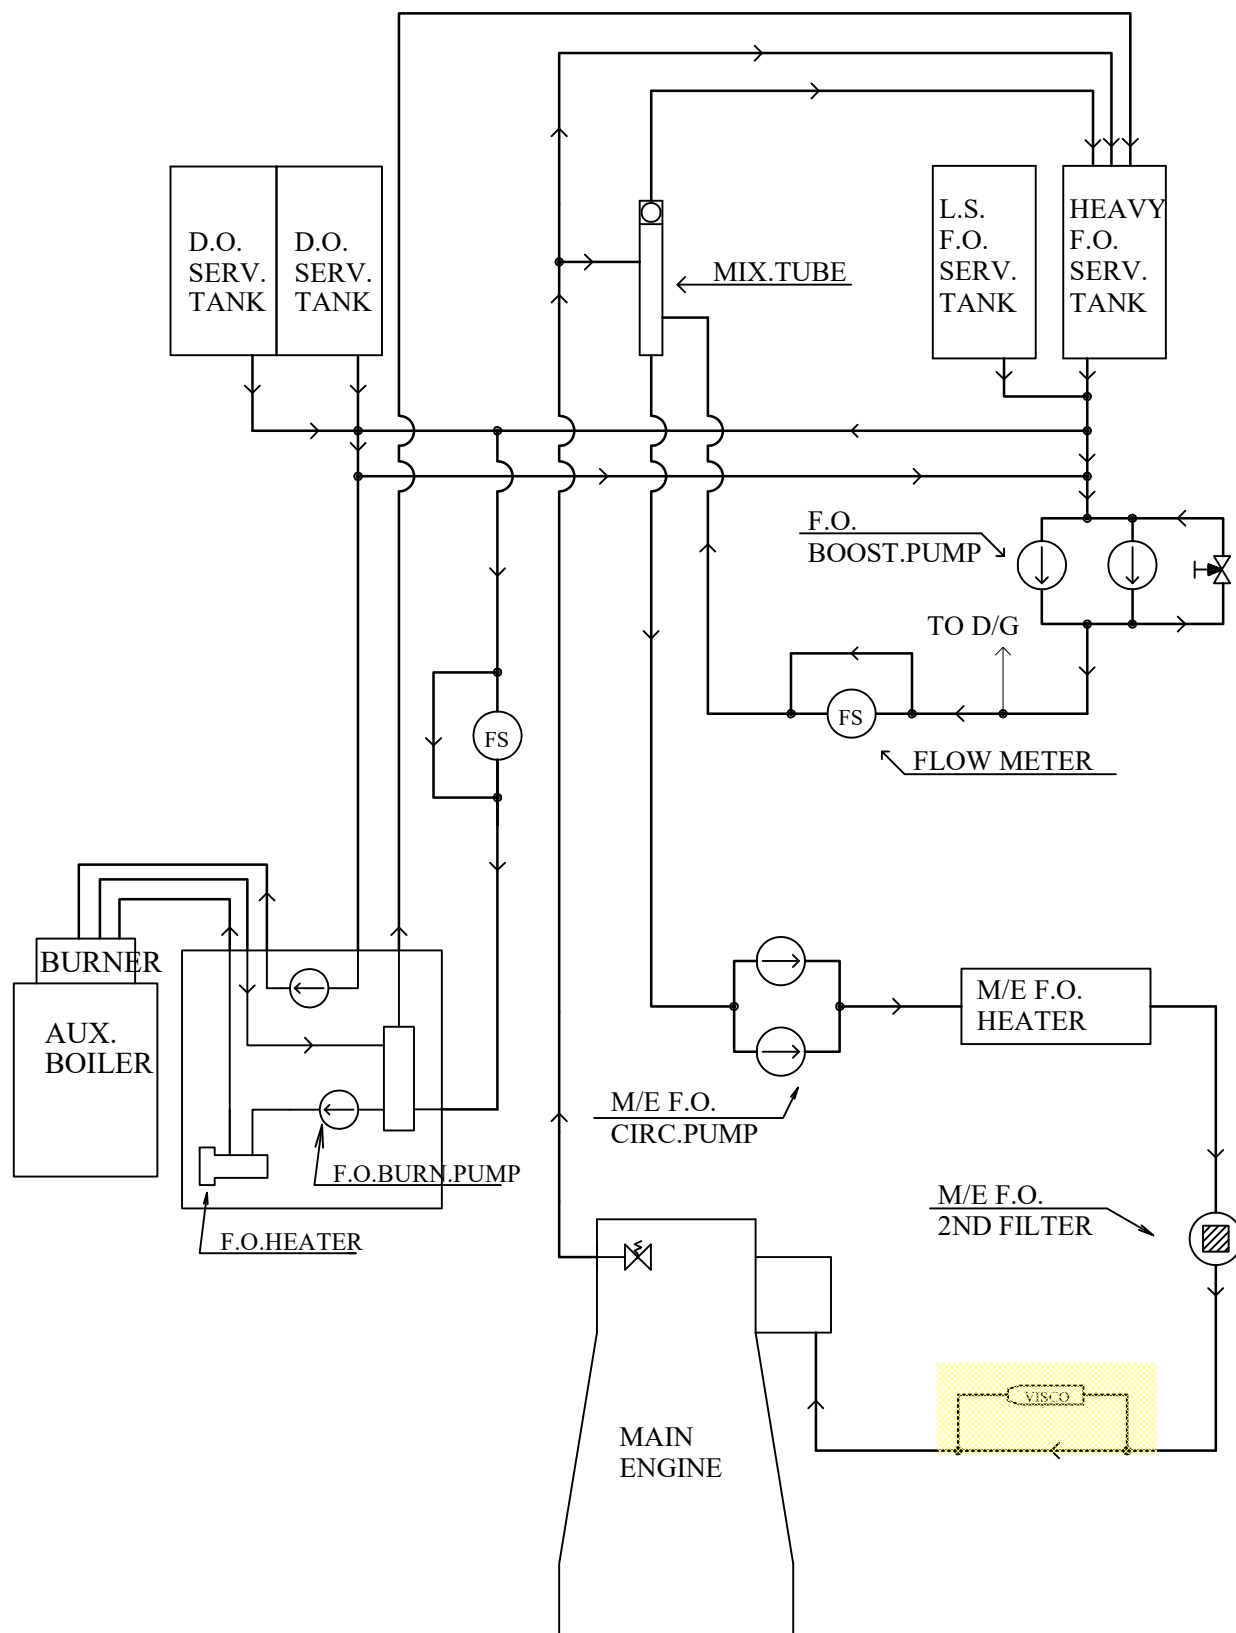 D.O.
SERV.
TANK
D.O.
SERV.
TANK
L.S.
F.O.
SERV.
TANK
HEAVY
F.O.
SERV.
TANK
MIX.TUBE
F.O.
BOOST.PUMP
TO D/G
FS
FLOW METER
FS
BURNER
AUX.
BOILER
M/E F.O.
HEATER
M/E F.O.
CIRC.PUMP
F.O.BURN.PUMP
F.O.HEATER
M/E F.O.
2ND FILTER
VISCO
MAIN
ENGINE